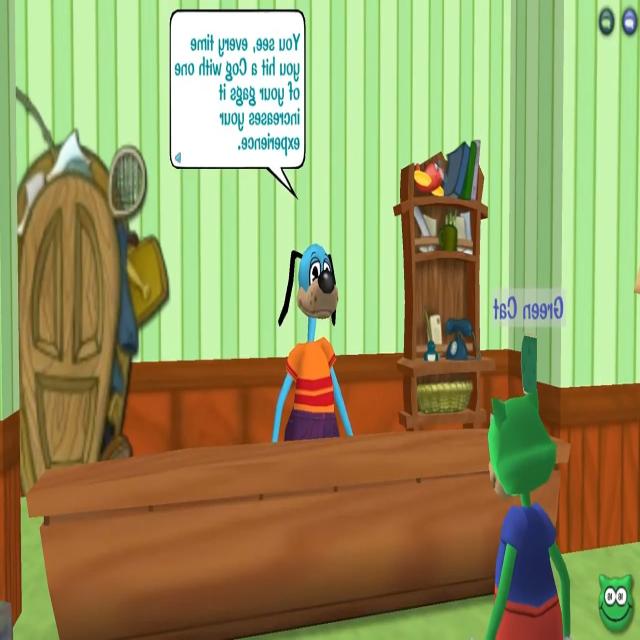 You see, every time
you hit a Cog with one
of your gags it
increases your
experience.
Green Cat